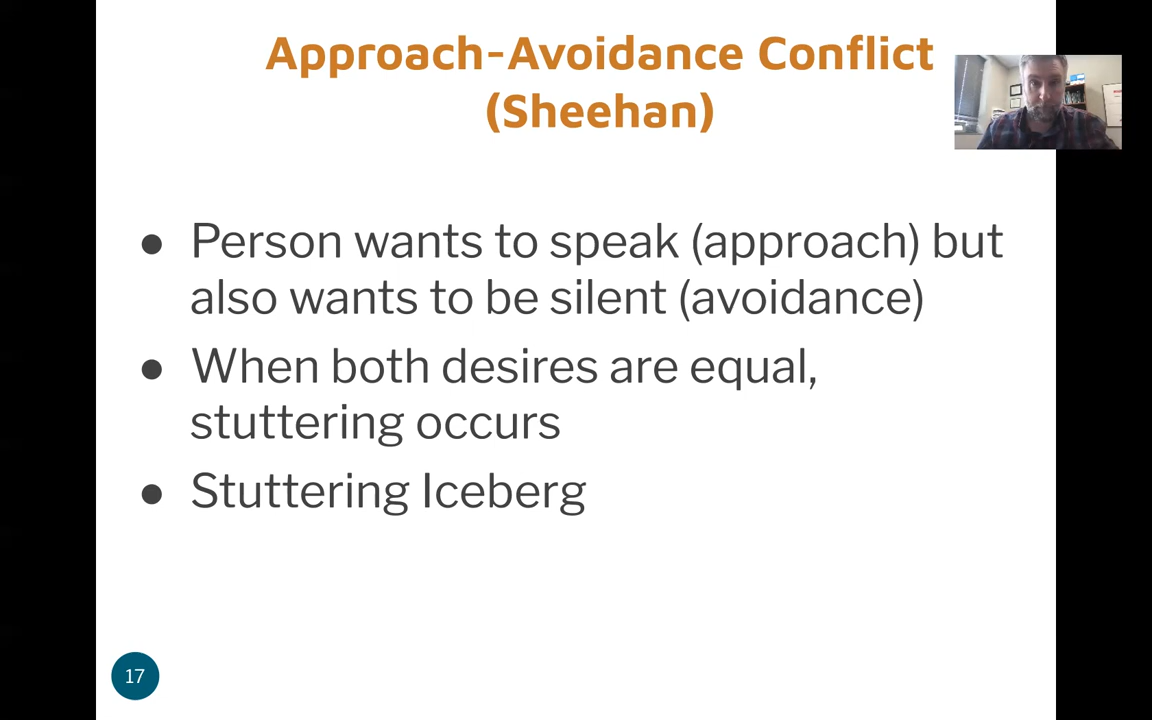 Approach-Avoidance Conflict
(Sheehan)
● Person wants to speak (approach) but
also wants to be silent (avoidance)
● When both desires are equal,
stuttering occurs
● Stuttering Iceberg
17